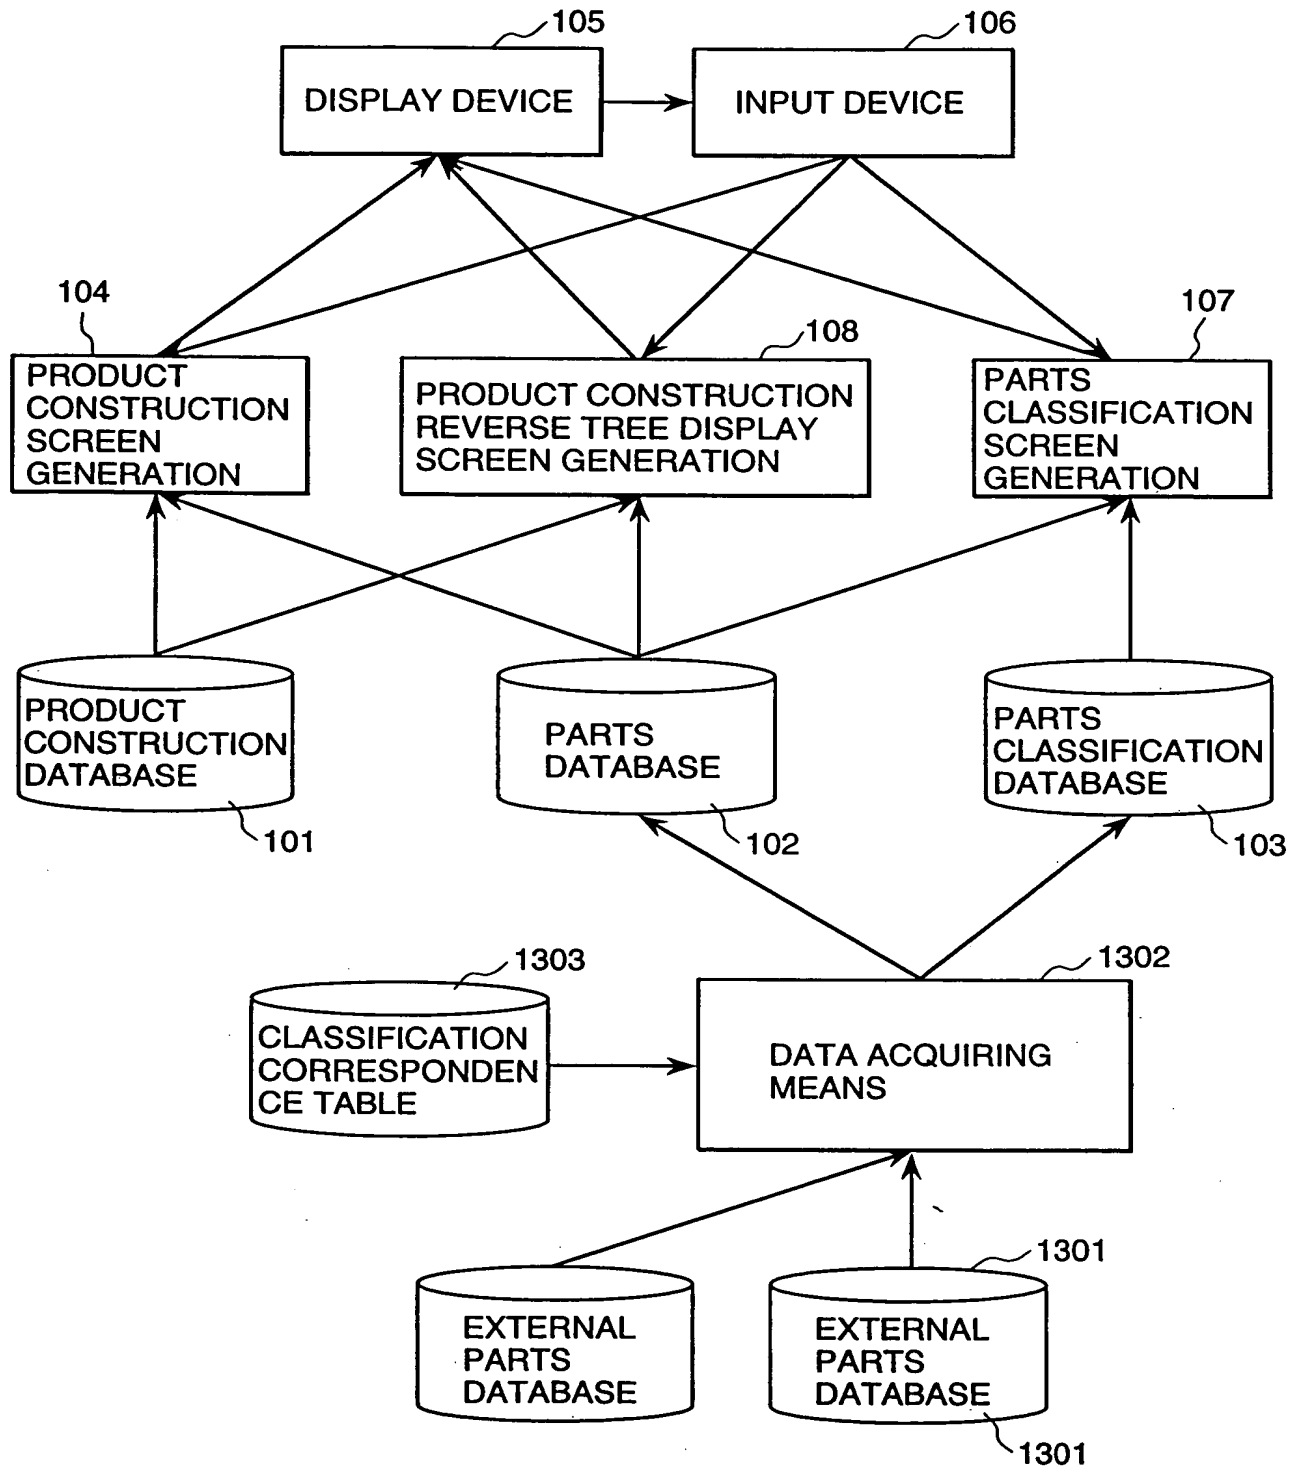 105
106
DISPLAY DEVICE
INPUT DEVICE
104
108
107
PRODUCT
CONSTRUCTION
SCREEN
GENERATION
PRODUCT CONSTRUCTION
REVERSE TREE DISPLAY
SCREEN GENERATION
PARTS
CLASSIFICATION
SCREEN
GENERATION
PRODUCT
CONSTRUCTION
DATABASE
PARTS
DATABASE
PARTS
CLASSIFICATION
DATABASE
101
102
103
1303
1302
CLASSIFICATION
CORRESPONDEN
CE TABLE
DATA ACQUIRING
MEANS
1301
EXTERNAL
PARTS
DATABASE
EXTERNAL
PARTS
DATABASE
1301